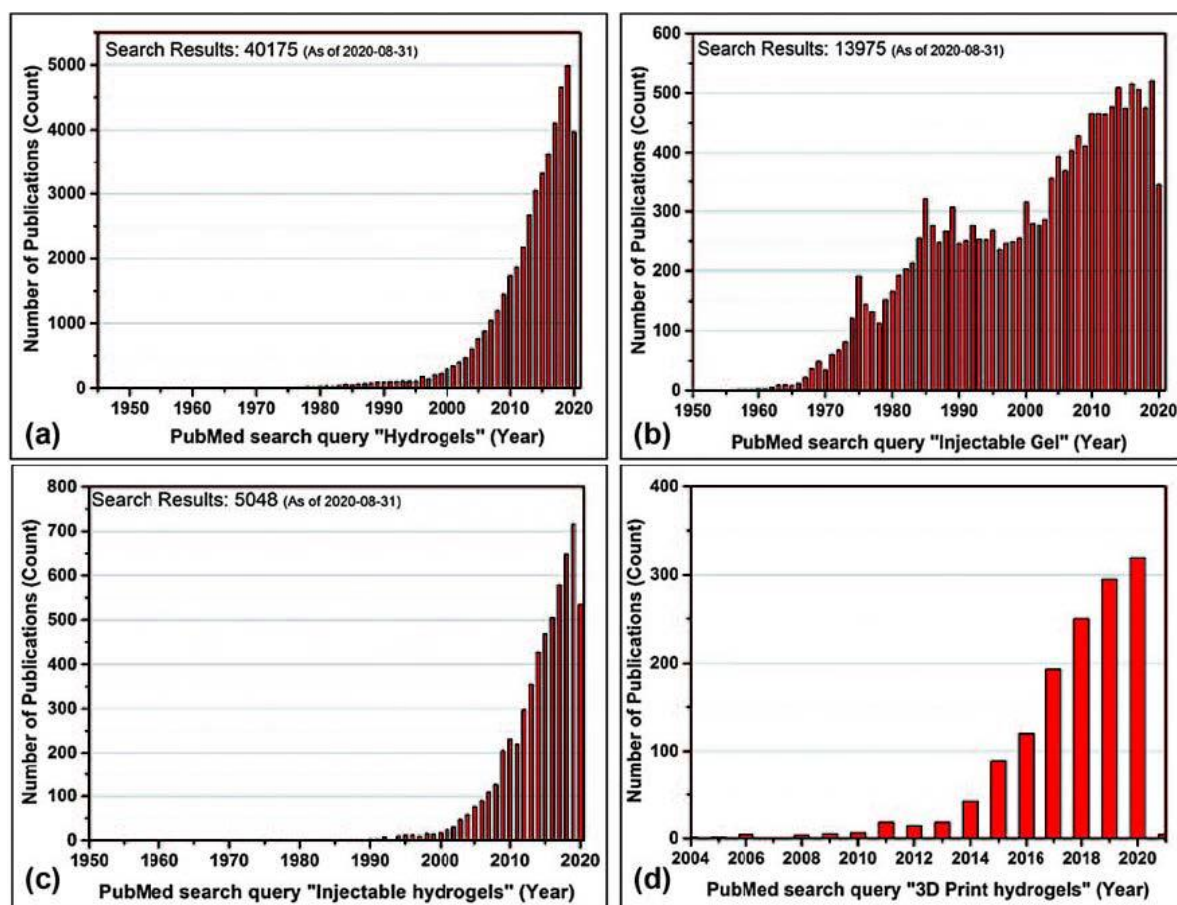 Search Results: 40175 (As of 2020-08-31)
Number of Publications (Count)
5000
4000
3000
2000
1000
0
1950 1960 1970 1980 1990 2000 2010 2020
(a)
PubMed search query "Hydrogels" (Year)
Search Results: 13975 (As of 2020-08-31)
Number of Publications (Count)
600
500
400
300
200
100
0
1950 1960 1970 1980 1990 2000 2010 2020
(b)
PubMed search query "Injectable Gel" (Year)
Search Results: 5048 (As of 2020-08-31)
Number of Publications (Count)
800
700
600
500
400
300
200
100
0
1950 1960 1970 1980 1990 2000 2010 2020
(c)
PubMed search query "Injectable hydrogels" (Year)
Number of Publications (Count)
400
300
200
100
0
2004 2006 2008 2010 2012 2014 2016 2018 2020
(d)
PubMed search query "3D Print hydrogels" (Year)